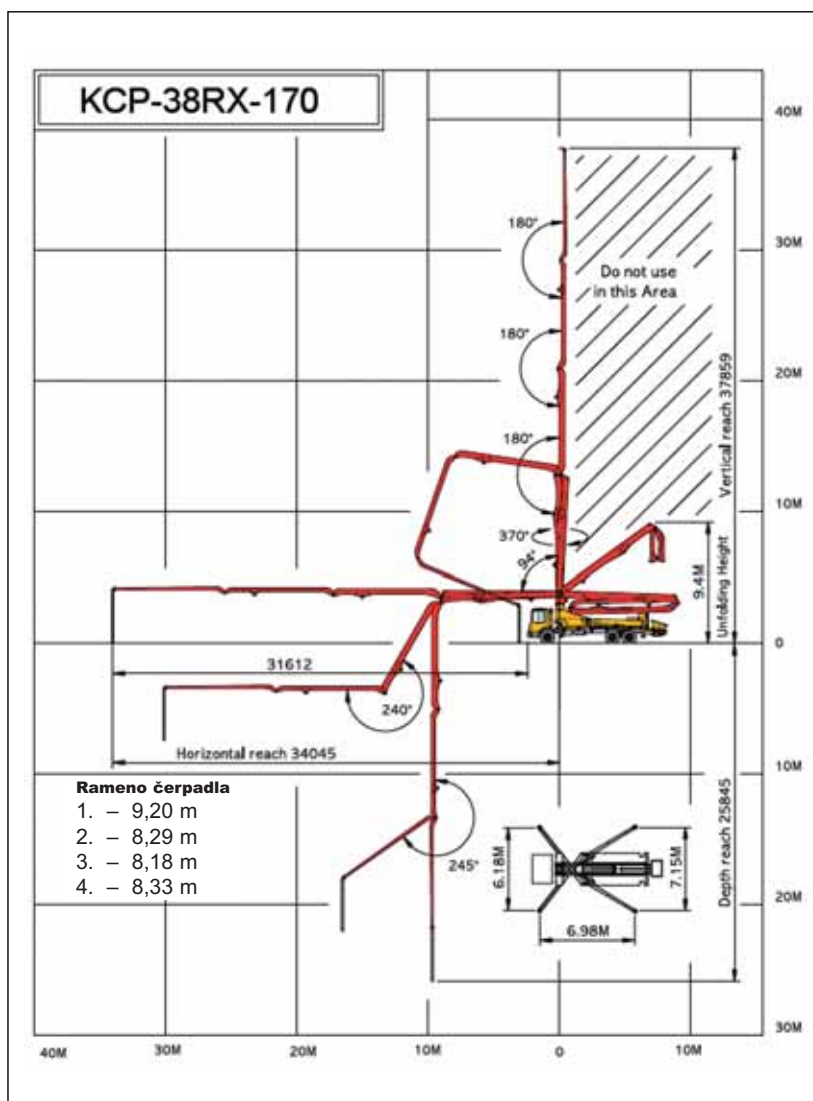 KCP-38RX-170
40M
30M
20M
10M
0
10M
20M
30M
180°
180°
180°
370°
94°
Do not use
in this Area
Vertical reach 37859
9.4M
Unfolding Height
31612
240°
Horizontal reach 34045
245°
Depth reach 25845
Rameno čerpadla
1. – 9,20 m
2. – 8,29 m
3. – 8,18 m
4. – 8,33 m
6.18M
7.15M
6.98M
40M 30M 20M 10M 0 10M